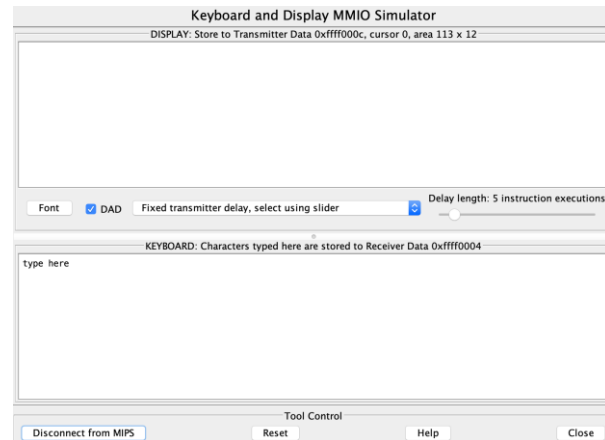 Keyboard and Display MMIO Simulator
DISPLAY: Store to Transmitter Data 0xffff000c, cursor 0, area 113 x 12
Font
DAD
Fixed transmitter delay, select using slider
Delay length: 5 instruction executions
KEYBOARD: Characters typed here are stored to Receiver Data 0xffff0004
type here
Tool Control
Disconnect from MIPS
Reset
Help
Close